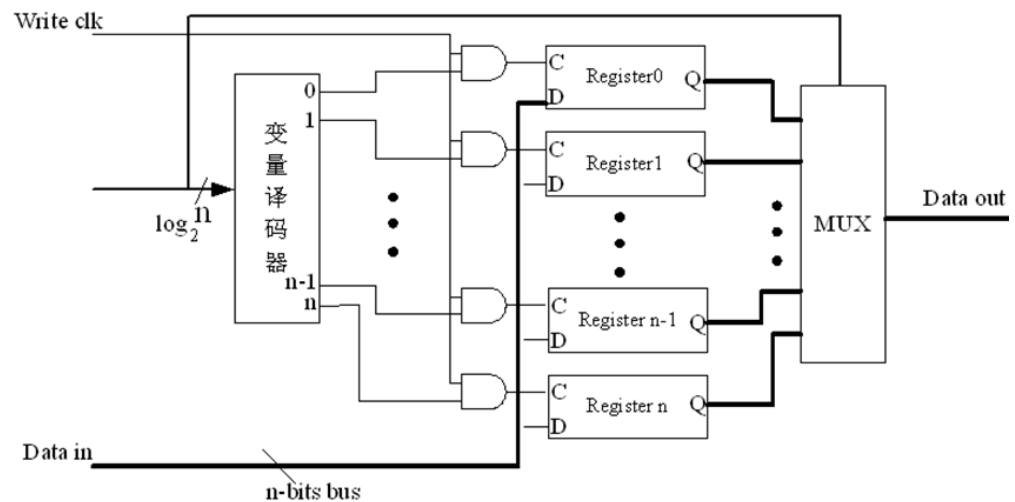 Write clk
0
1
n-1
n
变
量
译
码
器
log2 n
C
D
Register0
Q
C
D
Register1
Q
C
D
Register n-1
Q
C
D
Register n
Q
MUX
Data out
Data in
n-bits bus